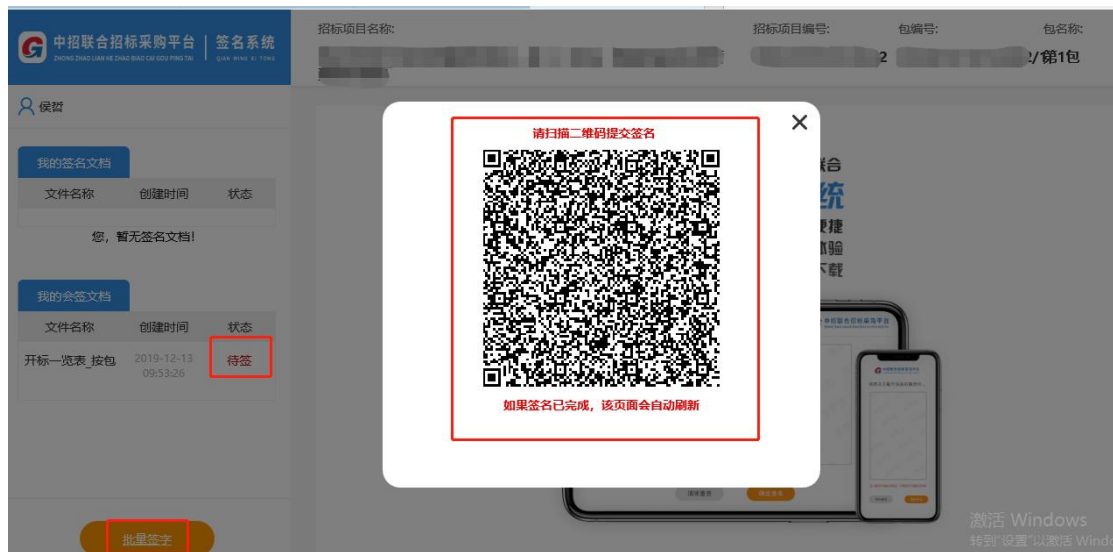 中招联合招标采购平台
ZHONG ZHAO LIAN HE ZHAO BIAO CAI GOU PING TAI
签名系统
QIAN MING XI TONG
招标项目名称:
招标项目编号:
包编号:
包名称:
2
2/第1包
侯哲
我的签名文档
文件名称 创建时间 状态
您，暂无签名文档!
我的会签文档
文件名称 创建时间 状态
开标一览表_按包 2019-12-13 09:53:26 待签
批量签字
请扫描二维码提交签名
如果签名已完成，该页面会自动刷新
×
联合
统
便捷
体验
下载
中招联合招标采购平台
清除重签
确定签名
激活 Windows
转到"设置"以激活 Windo